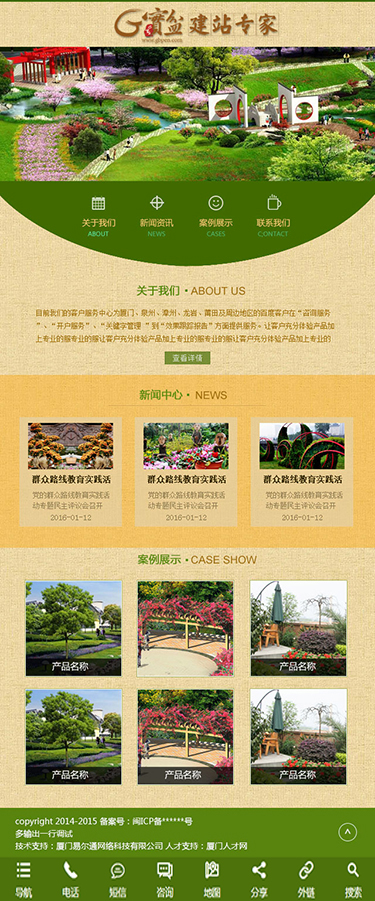 G寶盆 建站专家
www.gbpen.com
关于我们 新闻资讯 案例展示 联系我们
ABOUT NEWS CASES CONTACT
关于我们 · ABOUT US
目前我们的客户服务中心为厦门、泉州、漳州、龙岩、莆田及周边地区的百度客户在“咨询服务
”、“开户服务”、“关键字管理 ”到“效果跟踪报告”方面提供服务。让客户充分体验产品加
上专业的服专业的服让客户充分体验产品加上专业的服专业的服让客户充分体验产品加上专业的
查看详情
新闻中心 · NEWS
群众路线教育实践活 群众路线教育实践活 群众路线教育实践活
党的群众路线教育实践活 党的群众路线教育实践活 党的群众路线教育实践活
动专题民主评议会召开 动专题民主评议会召开 动专题民主评议会召开
2016-01-12 2016-01-12 2016-01-12
案例展示 · CASE SHOW
产品名称 产品名称 产品名称
产品名称 产品名称 产品名称
copyright 2014-2015 备案号：闽ICP备******号
多输出一行调试
技术支持：厦门易尔通网络科技有限公司 人才支持：厦门人才网
导航 电话 短信 咨询 地图 分享 外链 搜索